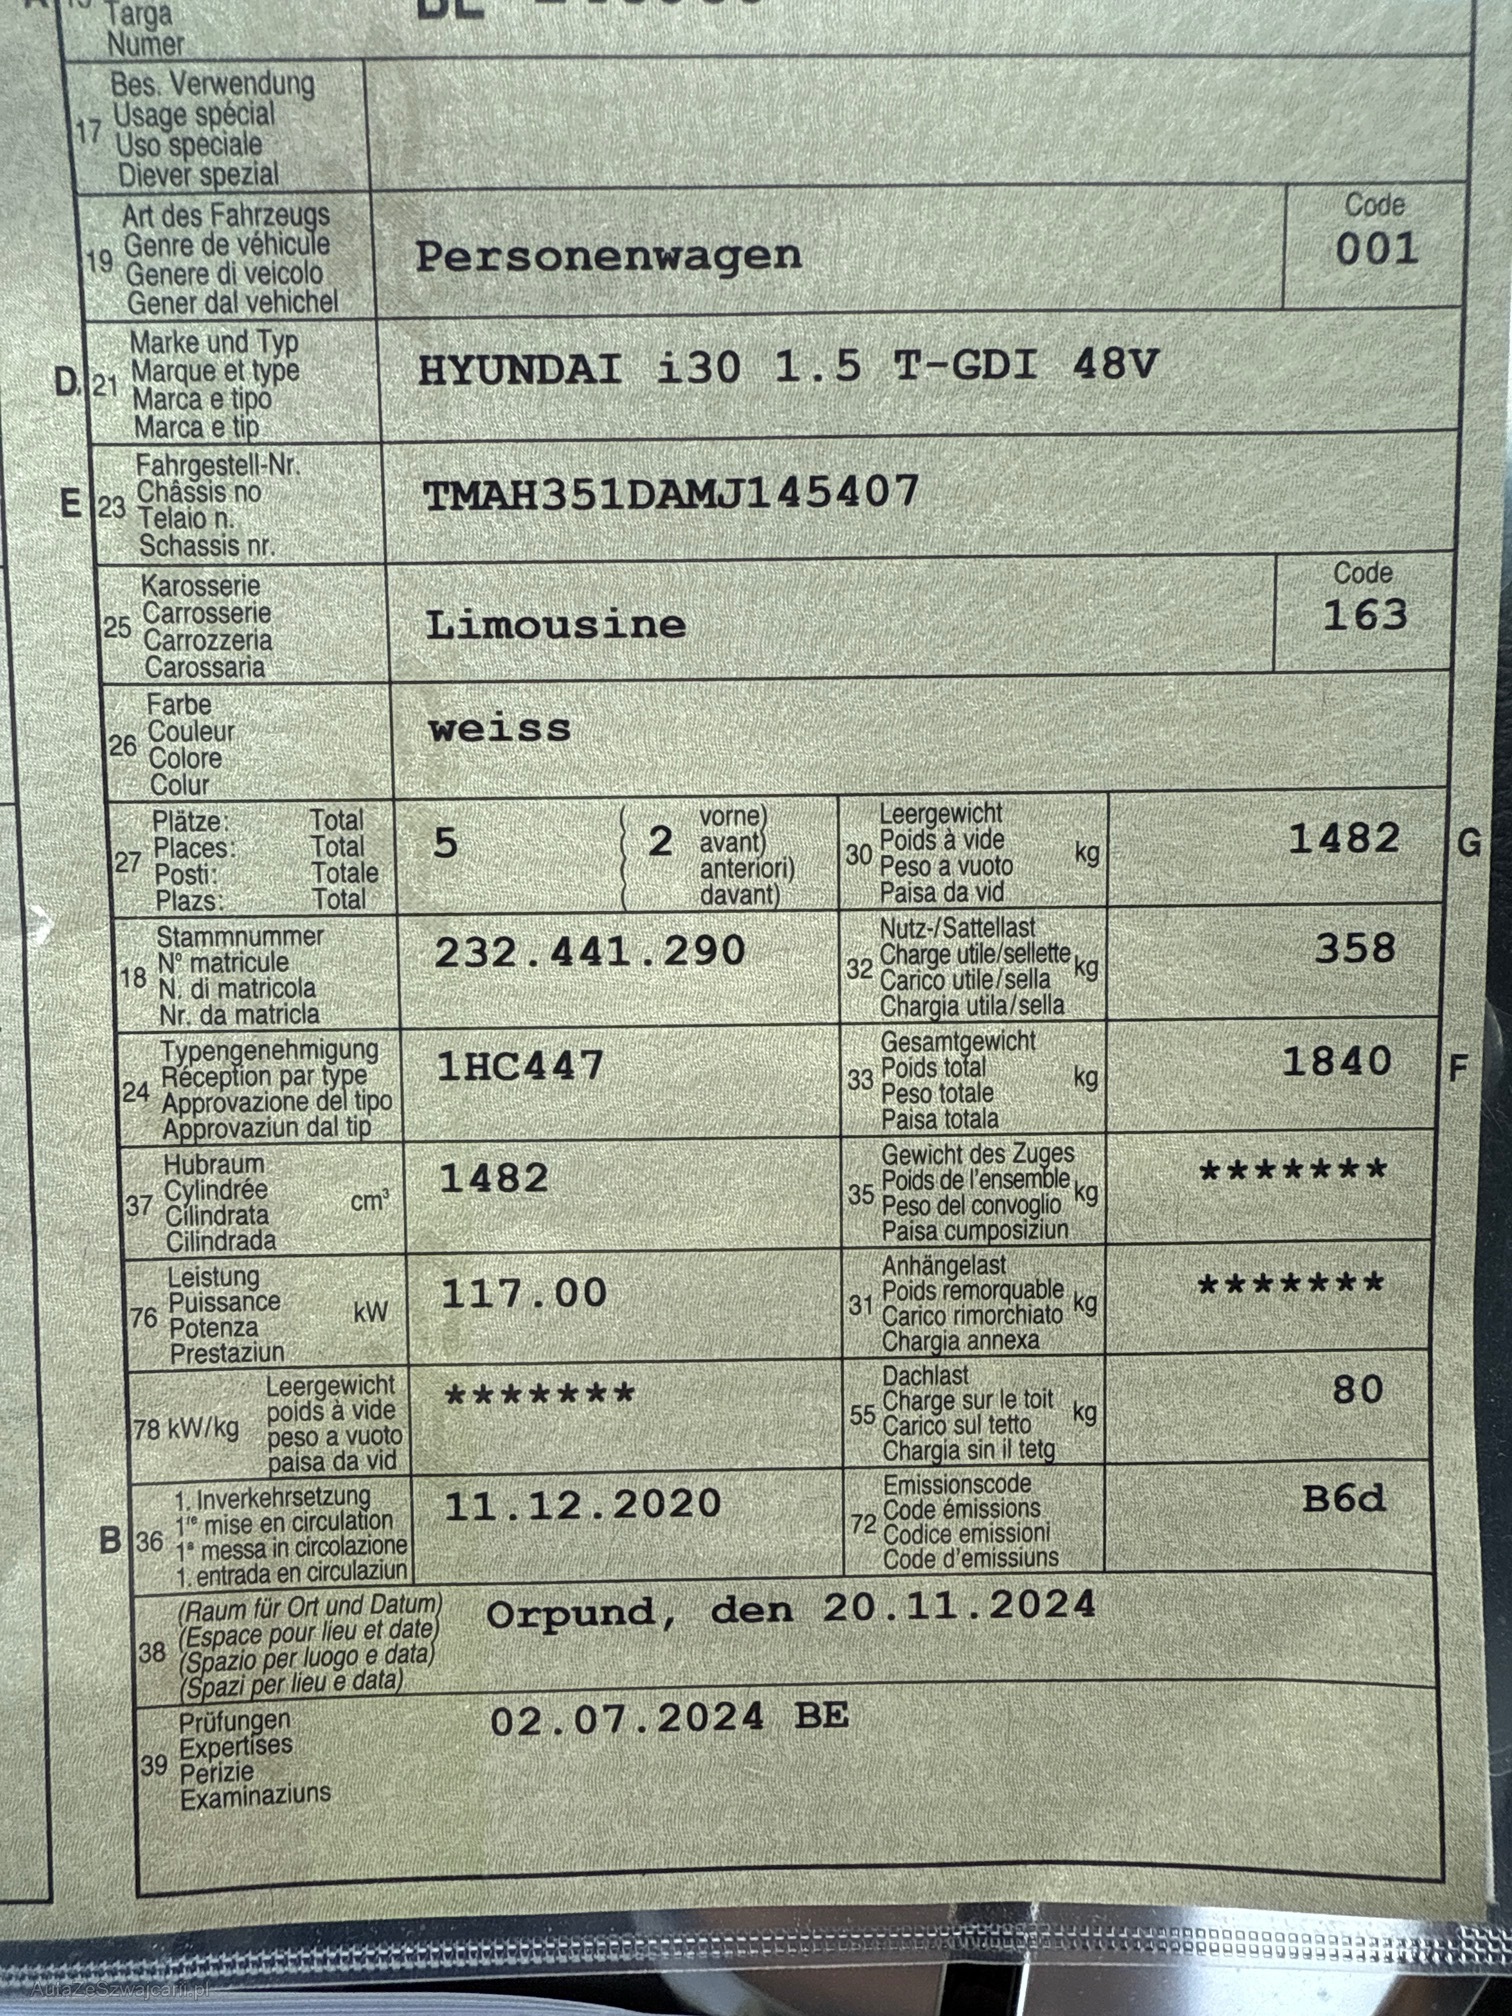 Targa
Numer
17
Bes. Verwendung
Usage spécial
Uso speciale
Diever spezial
19
Art des Fahrzeugs
Genre de véhicule
Genere di veicolo
Gener dal vehichel
Personenwagen
Code
001
D. 21
Marke und Typ
Marque et type
Marca e tipo
Marca e tip
HYUNDAI i30 1.5 T-GDI 48V
E 23
Fahrgestell-Nr.
Châssis no
Telaio n.
Schassis nr.
TMAH351DAMJ145407
25
Karosserie
Carrosserie
Carrozzeria
Carossaria
Limousine
Code
163
26
Farbe
Couleur
Colore
Colur
weiss
27
Plätze: Total
Places: Total
Posti: Totale
Plazs: Total
5
( 2 vorne)
avant)
anteriori)
( davant)
30
Leergewicht
Poids à vide
Peso a vuoto
Paisa da vid
kg
1482
G
18
Stammnummer
N° matricule
N. di matricola
Nr. da matricla
232.441.290
32
Nutz-/Sattellast
Charge utile/sellette
Carico utile/sella
Chargia utila/sella
kg
358
24
Typengenehmigung
Réception par type
Approvazione del tipo
Approvaziun dal tip
1HC447
33
Gesamtgewicht
Poids total
Peso totale
Paisa totala
kg
1840
F
37
Hubraum
Cylindrée
Cilindrata
Cilindrada
cm³
1482
35
Gewicht des Zuges
Poids de l'ensemble
Peso del convoglio
Paisa cumposiziun
kg
*******
76
Leistung
Puissance
Potenza
Prestaziun
kW
117.00
31
Anhängelast
Poids remorquable
Carico rimorchiato
Chargia annexa
kg
*******
78 kW/kg
Leergewicht
poids à vide
peso a vuoto
paisa da vid
*******
55
Dachlast
Charge sur le toit
Carico sul tetto
Chargia sin il tetg
kg
80
B 36
1. Inverkehrsetzung
1re mise en circulation
1a messa in circolazione
1. entrada en circulaziun
11.12.2020
72
Emissionscode
Code émissions
Codice emissioni
Code d'emissiuns
B6d
38
(Raum für Ort und Datum)
(Espace pour lieu et date)
(Spazio per luogo e data)
(Spazi per lieu e data)
Orpund, den 20.11.2024
39
Prüfungen
Expertises
Perizie
Examinaziuns
02.07.2024 BE
AutaZeSzwajcarii.pl